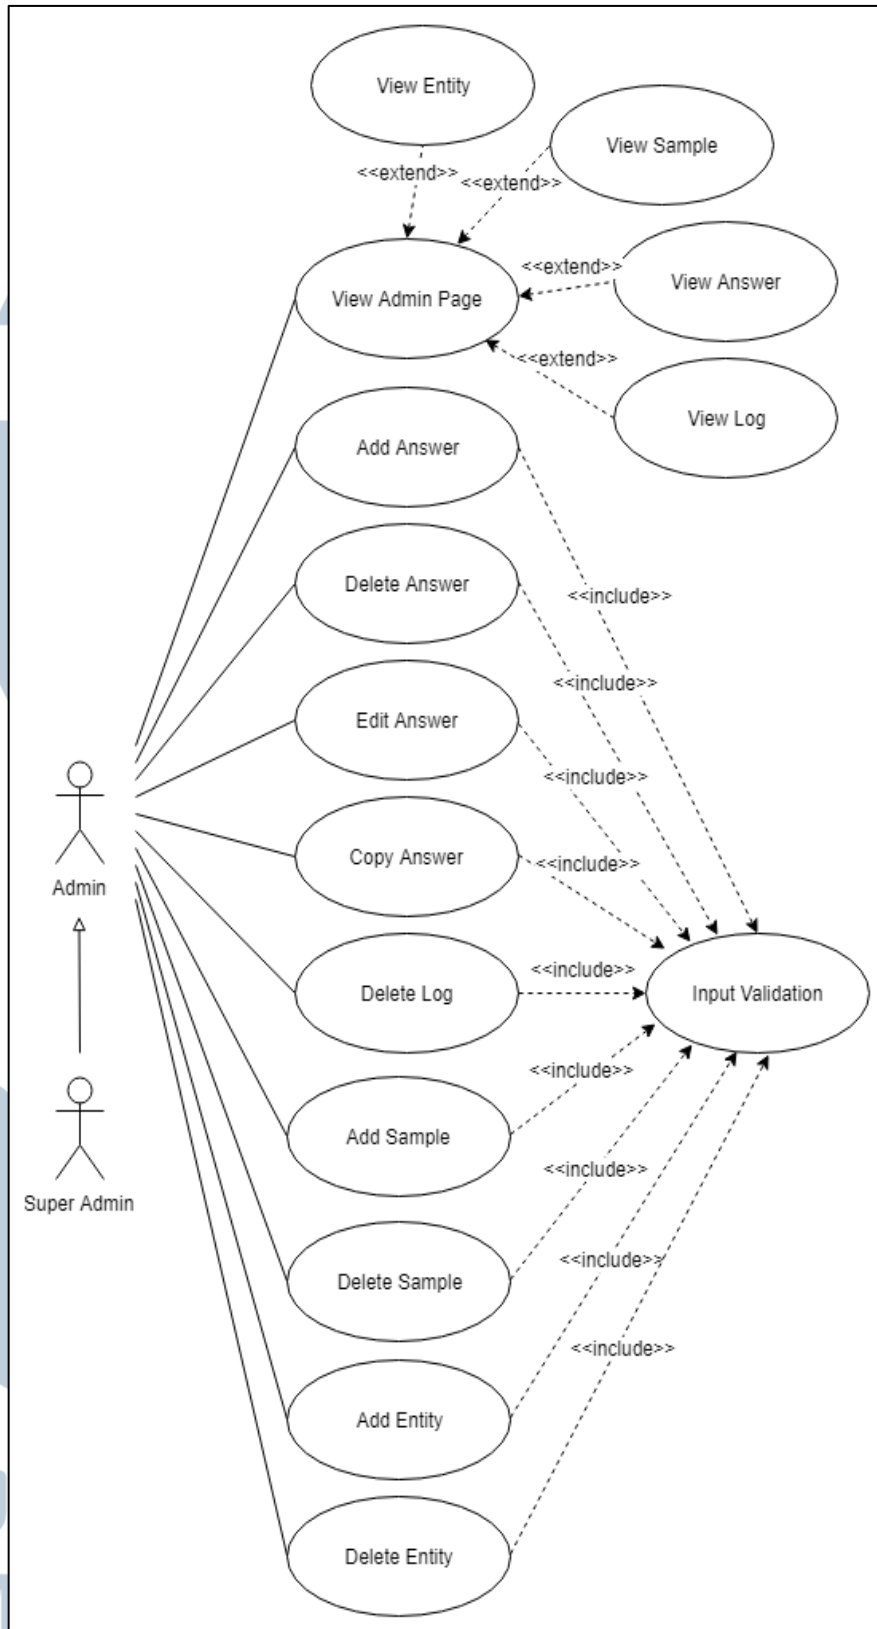 View Entity
View Sample
<<extend>>
<<extend>>
<<extend>>
View Answer
View Admin Page
<<extend>>
View Log
Add Answer
<<include>>
Delete Answer
<<include>>
Edit Answer
<<include>>
Copy Answer
<<include>>
Admin
Delete Log
<<include>>
Input Validation
<<include>>
Add Sample
<<include>>
Super Admin
<<include>>
Delete Sample
<<include>>
Add Entity
Delete Entity